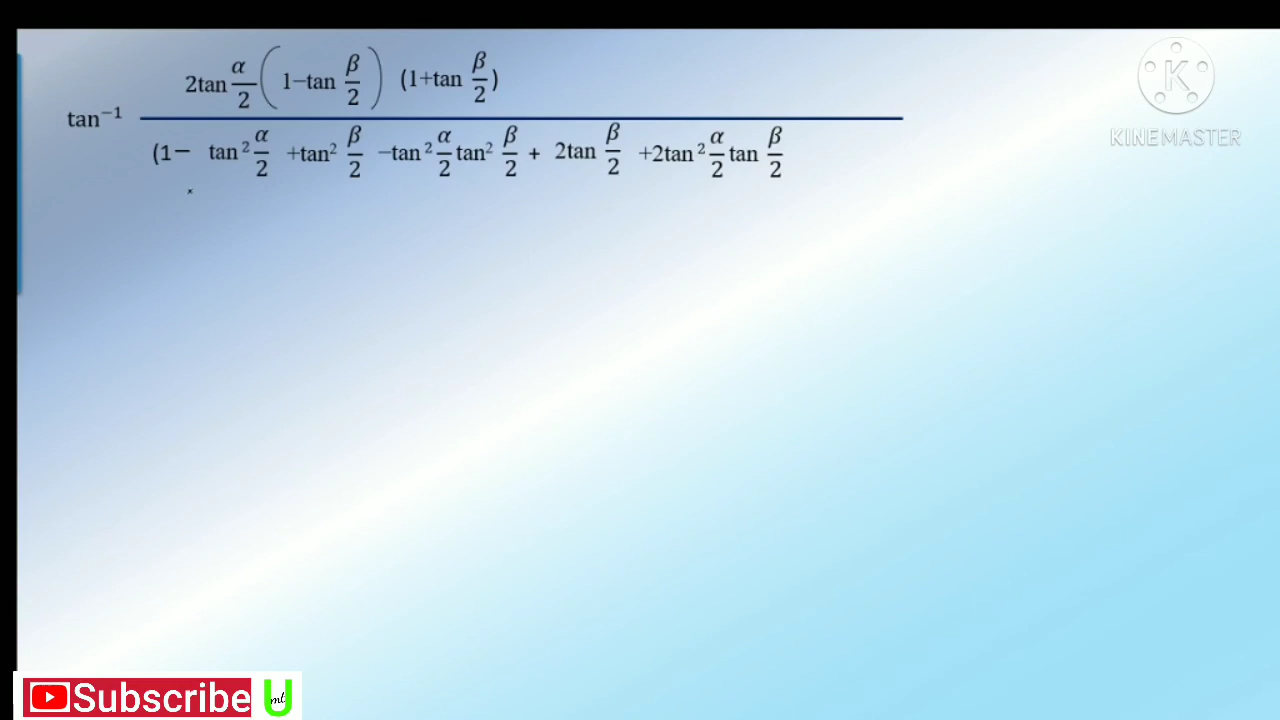 2tan α/2 (1−tan β/2) (1+tan β/2)
tan⁻¹
(1− tan² α/2 +tan² β/2 −tan² α/2 tan² β/2 + 2tan β/2 +2tan² α/2 tan β/2
K
KINEMASTER
Subscribe U
mt